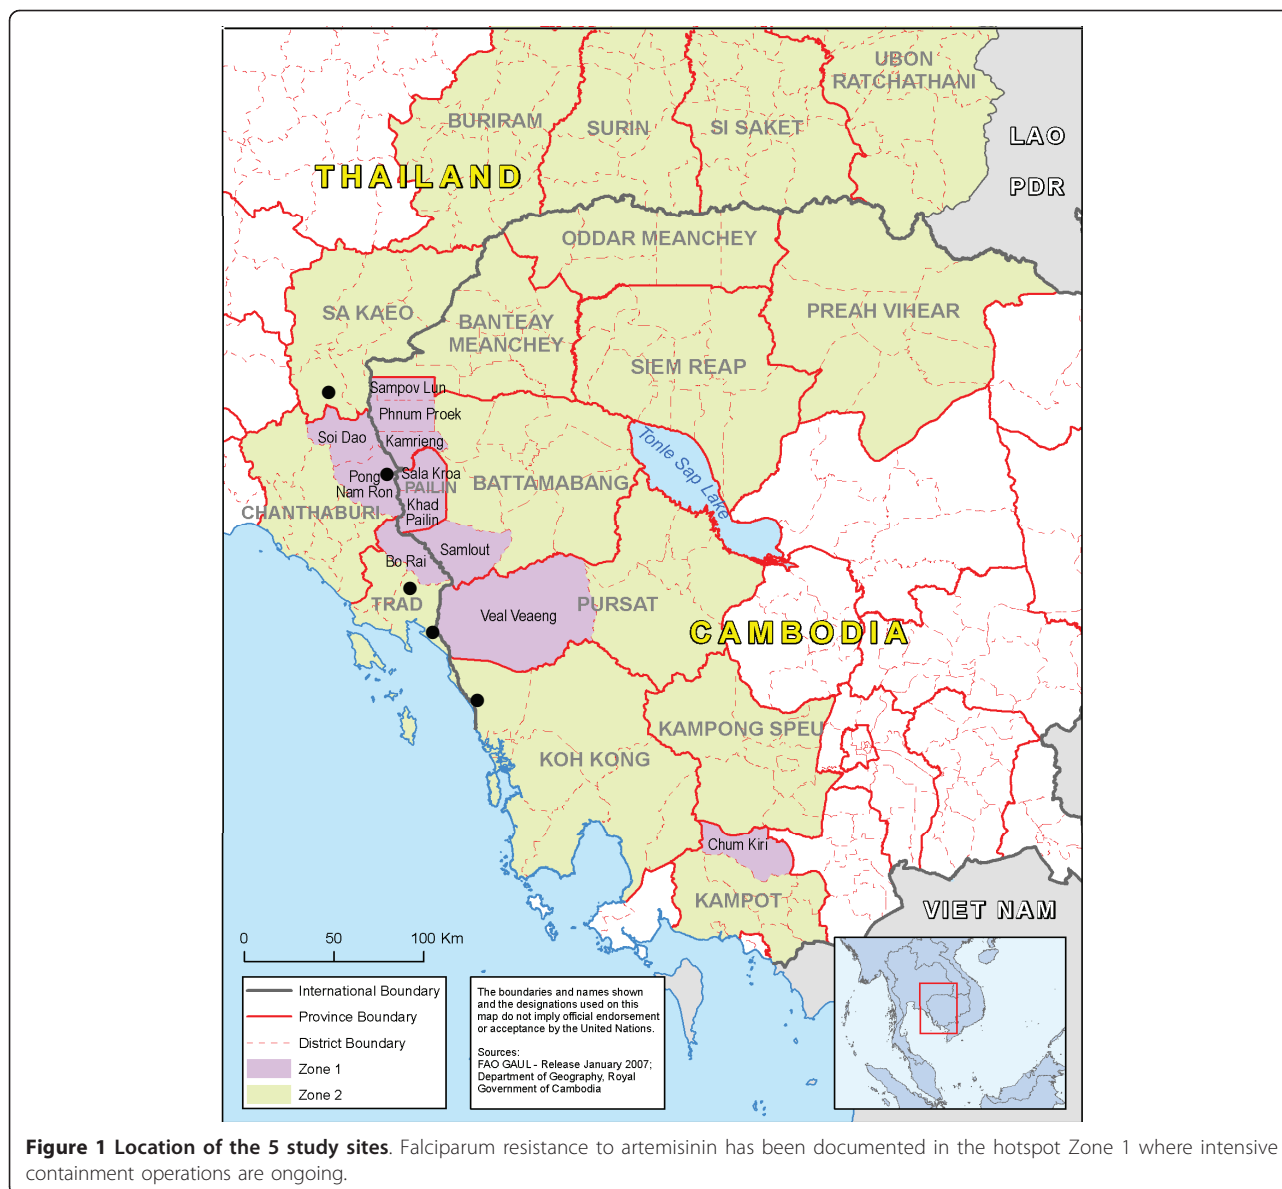 UBON
RATCHATHANI
BURIRAM
SURIN
SI SAKET
LAO
PDR
THAILAND
ODDAR MEANCHEY
SA KAEO
BANTEAY
MEANCHEY
PREAH VIHEAR
SIEM REAP
Sampov Lun
Phnum Proek
Soi Dao
Kamrieng
Tonle Sap Lake
Pong
Nam Ron
Sala Kroa
PAILIN
BATTAMABANG
CHANTHABURI
Khad
Pailin
Bo Rai
Samlout
TRAD
Veal Veaeng
PURSAT
CAMBODIA
KAMPONG SPEU
KOH KONG
Chum Kiri
KAMPOT
VIET NAM
0 50 100 Km
International Boundary
Province Boundary
District Boundary
Zone 1
Zone 2
The boundaries and names shown
and the designations used on this
map do not imply official endorsement
or acceptance by the United Nations.
Sources:
FAO GAUL - Release January 2007;
Department of Geography, Royal
Government of Cambodia
Figure 1 Location of the 5 study sites. Falciparum resistance to artemisinin has been documented in the hotspot Zone 1 where intensive
containment operations are ongoing.